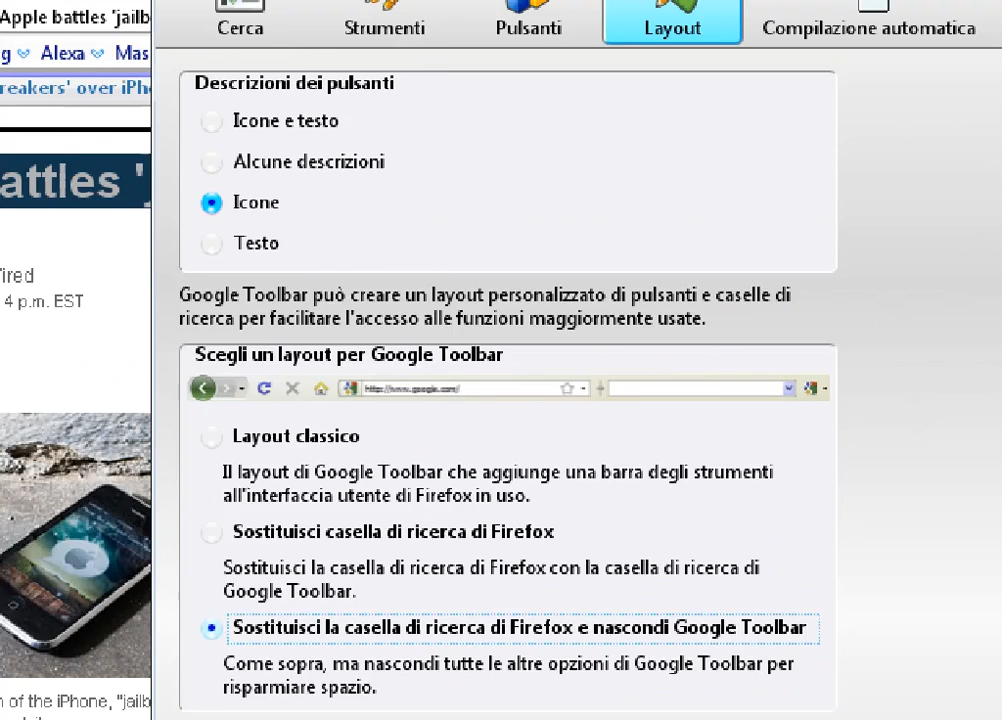 Apple battles 'jailb
Cerca Strumenti Pulsanti Layout Compilazione automatica
g Alexa Mas
reakers' over iPh
Descrizioni dei pulsanti
Icone e testo
Alcune descrizioni
attles '
Icone
Testo
ired
4 p.m. EST
Google Toolbar può creare un layout personalizzato di pulsanti e caselle di
ricerca per facilitare l'accesso alle funzioni maggiormente usate.
Scegli un layout per Google Toolbar
http://www.google.com/
Layout classico
Il layout di Google Toolbar che aggiunge una barra degli strumenti
all'interfaccia utente di Firefox in uso.
Sostituisci casella di ricerca di Firefox
Sostituisci la casella di ricerca di Firefox con la casella di ricerca di
Google Toolbar.
Sostituisci la casella di ricerca di Firefox e nascondi Google Toolbar
Come sopra, ma nascondi tutte le altre opzioni di Google Toolbar per
risparmiare spazio.
n of the iPhone, "jailb